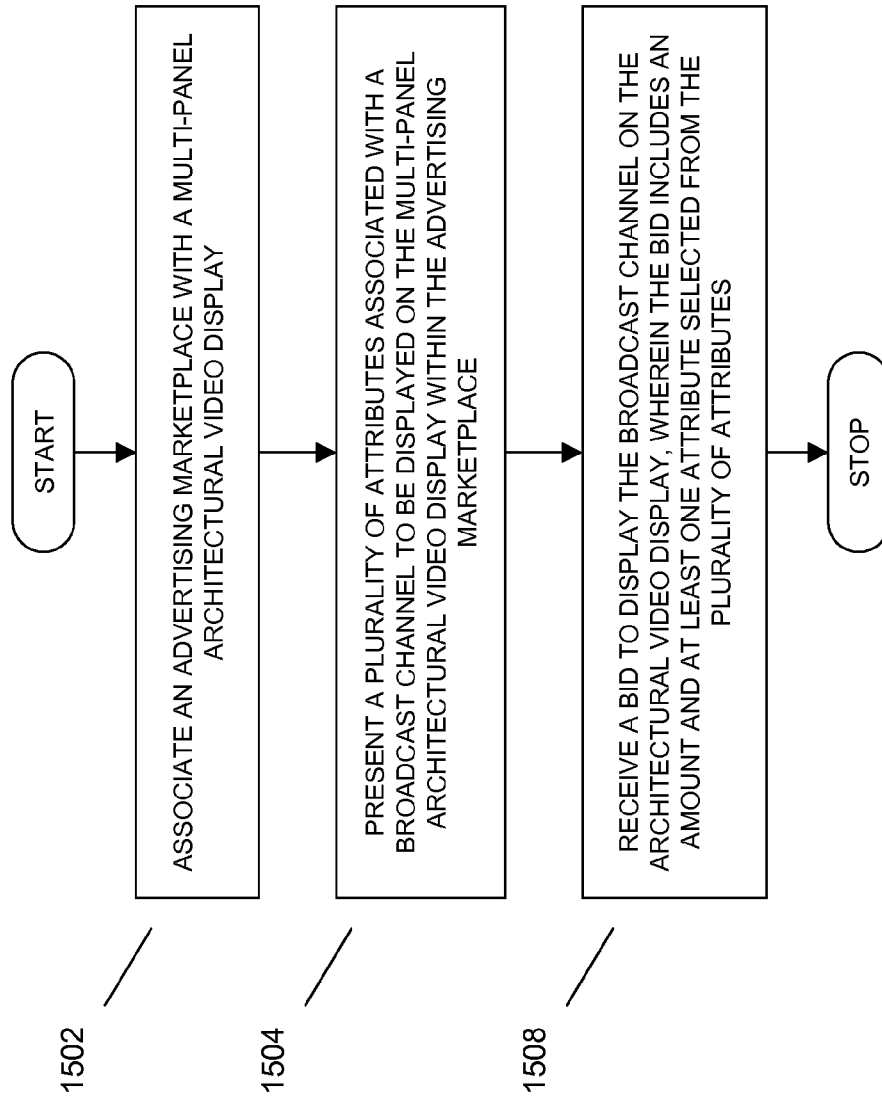 START
1502
ASSOCIATE AN ADVERTISING MARKETPLACE WITH A MULTI-PANEL
ARCHITECTURAL VIDEO DISPLAY
1504
PRESENT A PLURALITY OF ATTRIBUTES ASSOCIATED WITH A
BROADCAST CHANNEL TO BE DISPLAYED ON THE MULTI-PANEL
ARCHITECTURAL VIDEO DISPLAY WITHIN THE ADVERTISING
MARKETPLACE
1508
RECEIVE A BID TO DISPLAY THE BROADCAST CHANNEL ON THE
ARCHITECTURAL VIDEO DISPLAY, WHEREIN THE BID INCLUDES AN
AMOUNT AND AT LEAST ONE ATTRIBUTE SELECTED FROM THE
PLURALITY OF ATTRIBUTES
STOP